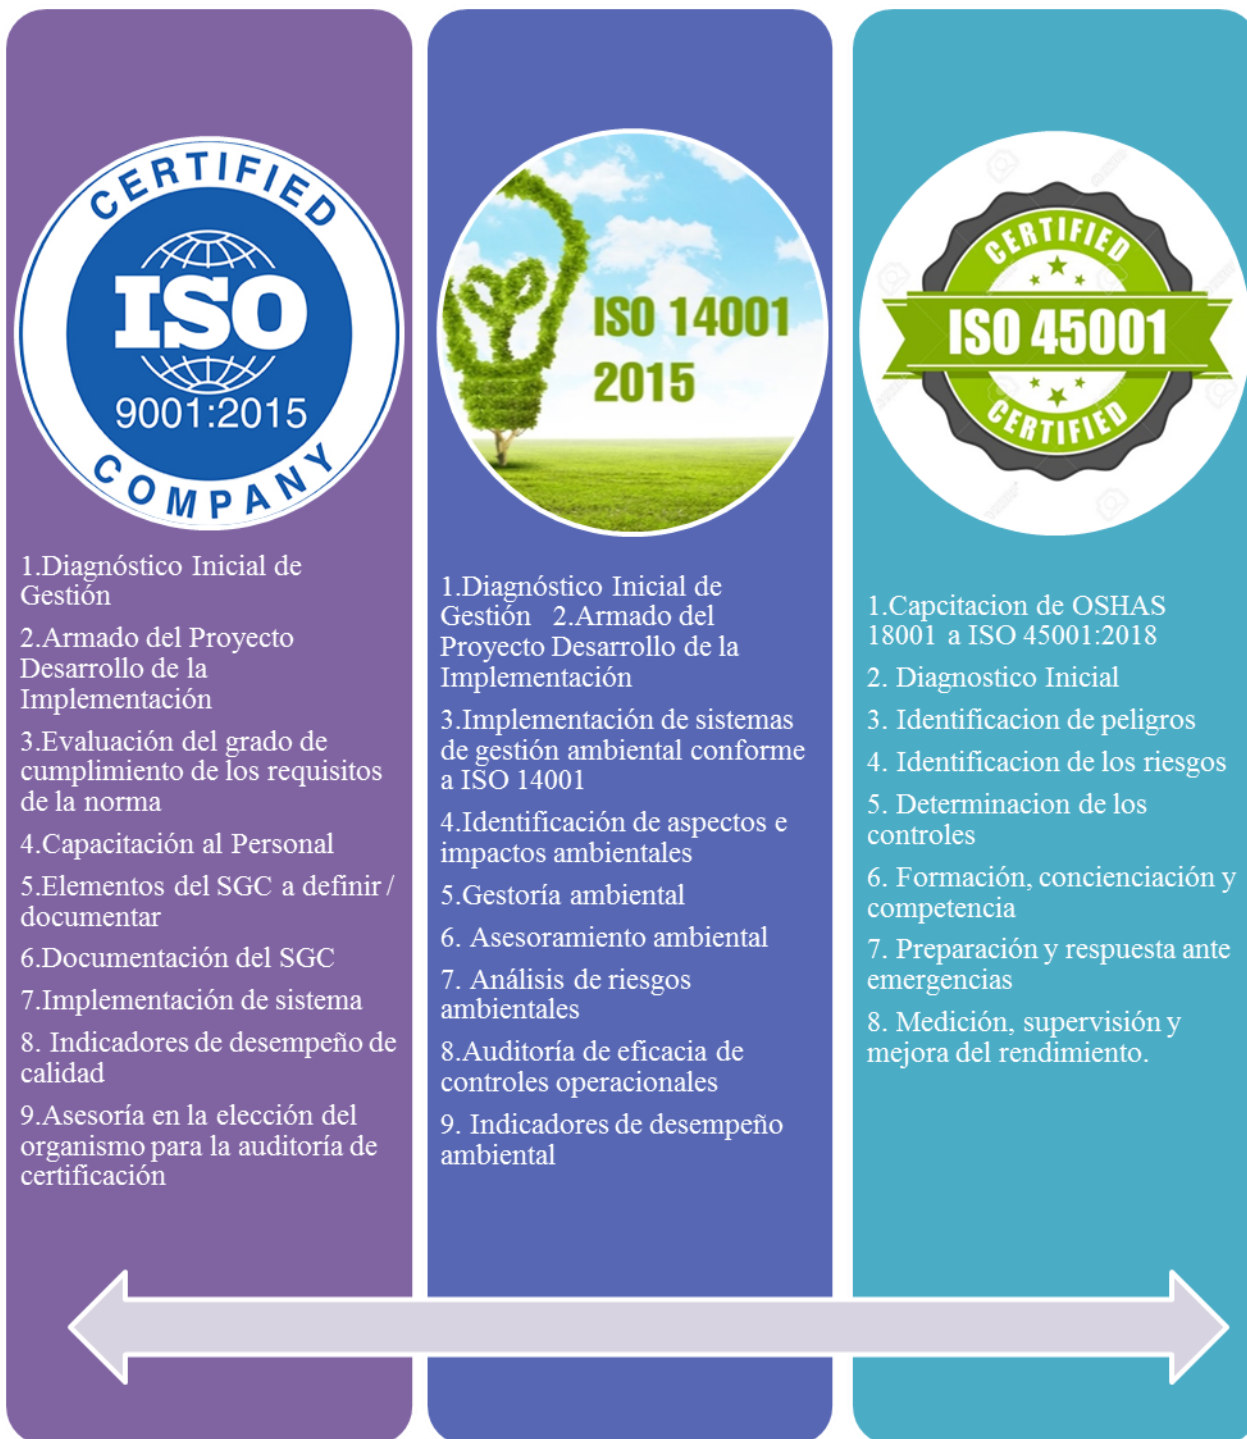 CERTIFIED
ISO
9001:2015
COMPANY
1.Diagnóstico Inicial de
Gestión
2.Armado del Proyecto
Desarrollo de la
Implementación
3.Evaluación del grado de
cumplimiento de los requisitos
de la norma
4.Capacitación al Personal
5.Elementos del SGC a definir /
documentar
6.Documentación del SGC
7.Implementación de sistema
8. Indicadores de desempeño de
calidad
9.Asesoría en la elección del
organismo para la auditoría de
certificación
ISO 14001
2015
1.Diagnóstico Inicial de
Gestión 2.Armado del
Proyecto Desarrollo de la
Implementación
3.Implementación de sistemas
de gestión ambiental conforme
a ISO 14001
4.Identificación de aspectos e
impactos ambientales
5.Gestoría ambiental
6. Asesoramiento ambiental
7. Análisis de riesgos
ambientales
8.Auditoría de eficacia de
controles operacionales
9. Indicadores de desempeño
ambiental
CERTIFIED
ISO 45001
CERTIFIED
1.Capcitacion de OSHAS
18001 a ISO 45001:2018
2. Diagnostico Inicial
3. Identificacion de peligros
4. Identificacion de los riesgos
5. Determinacion de los
controles
6. Formación, concienciación y
competencia
7. Preparación y respuesta ante
emergencias
8. Medición, supervisión y
mejora del rendimiento.